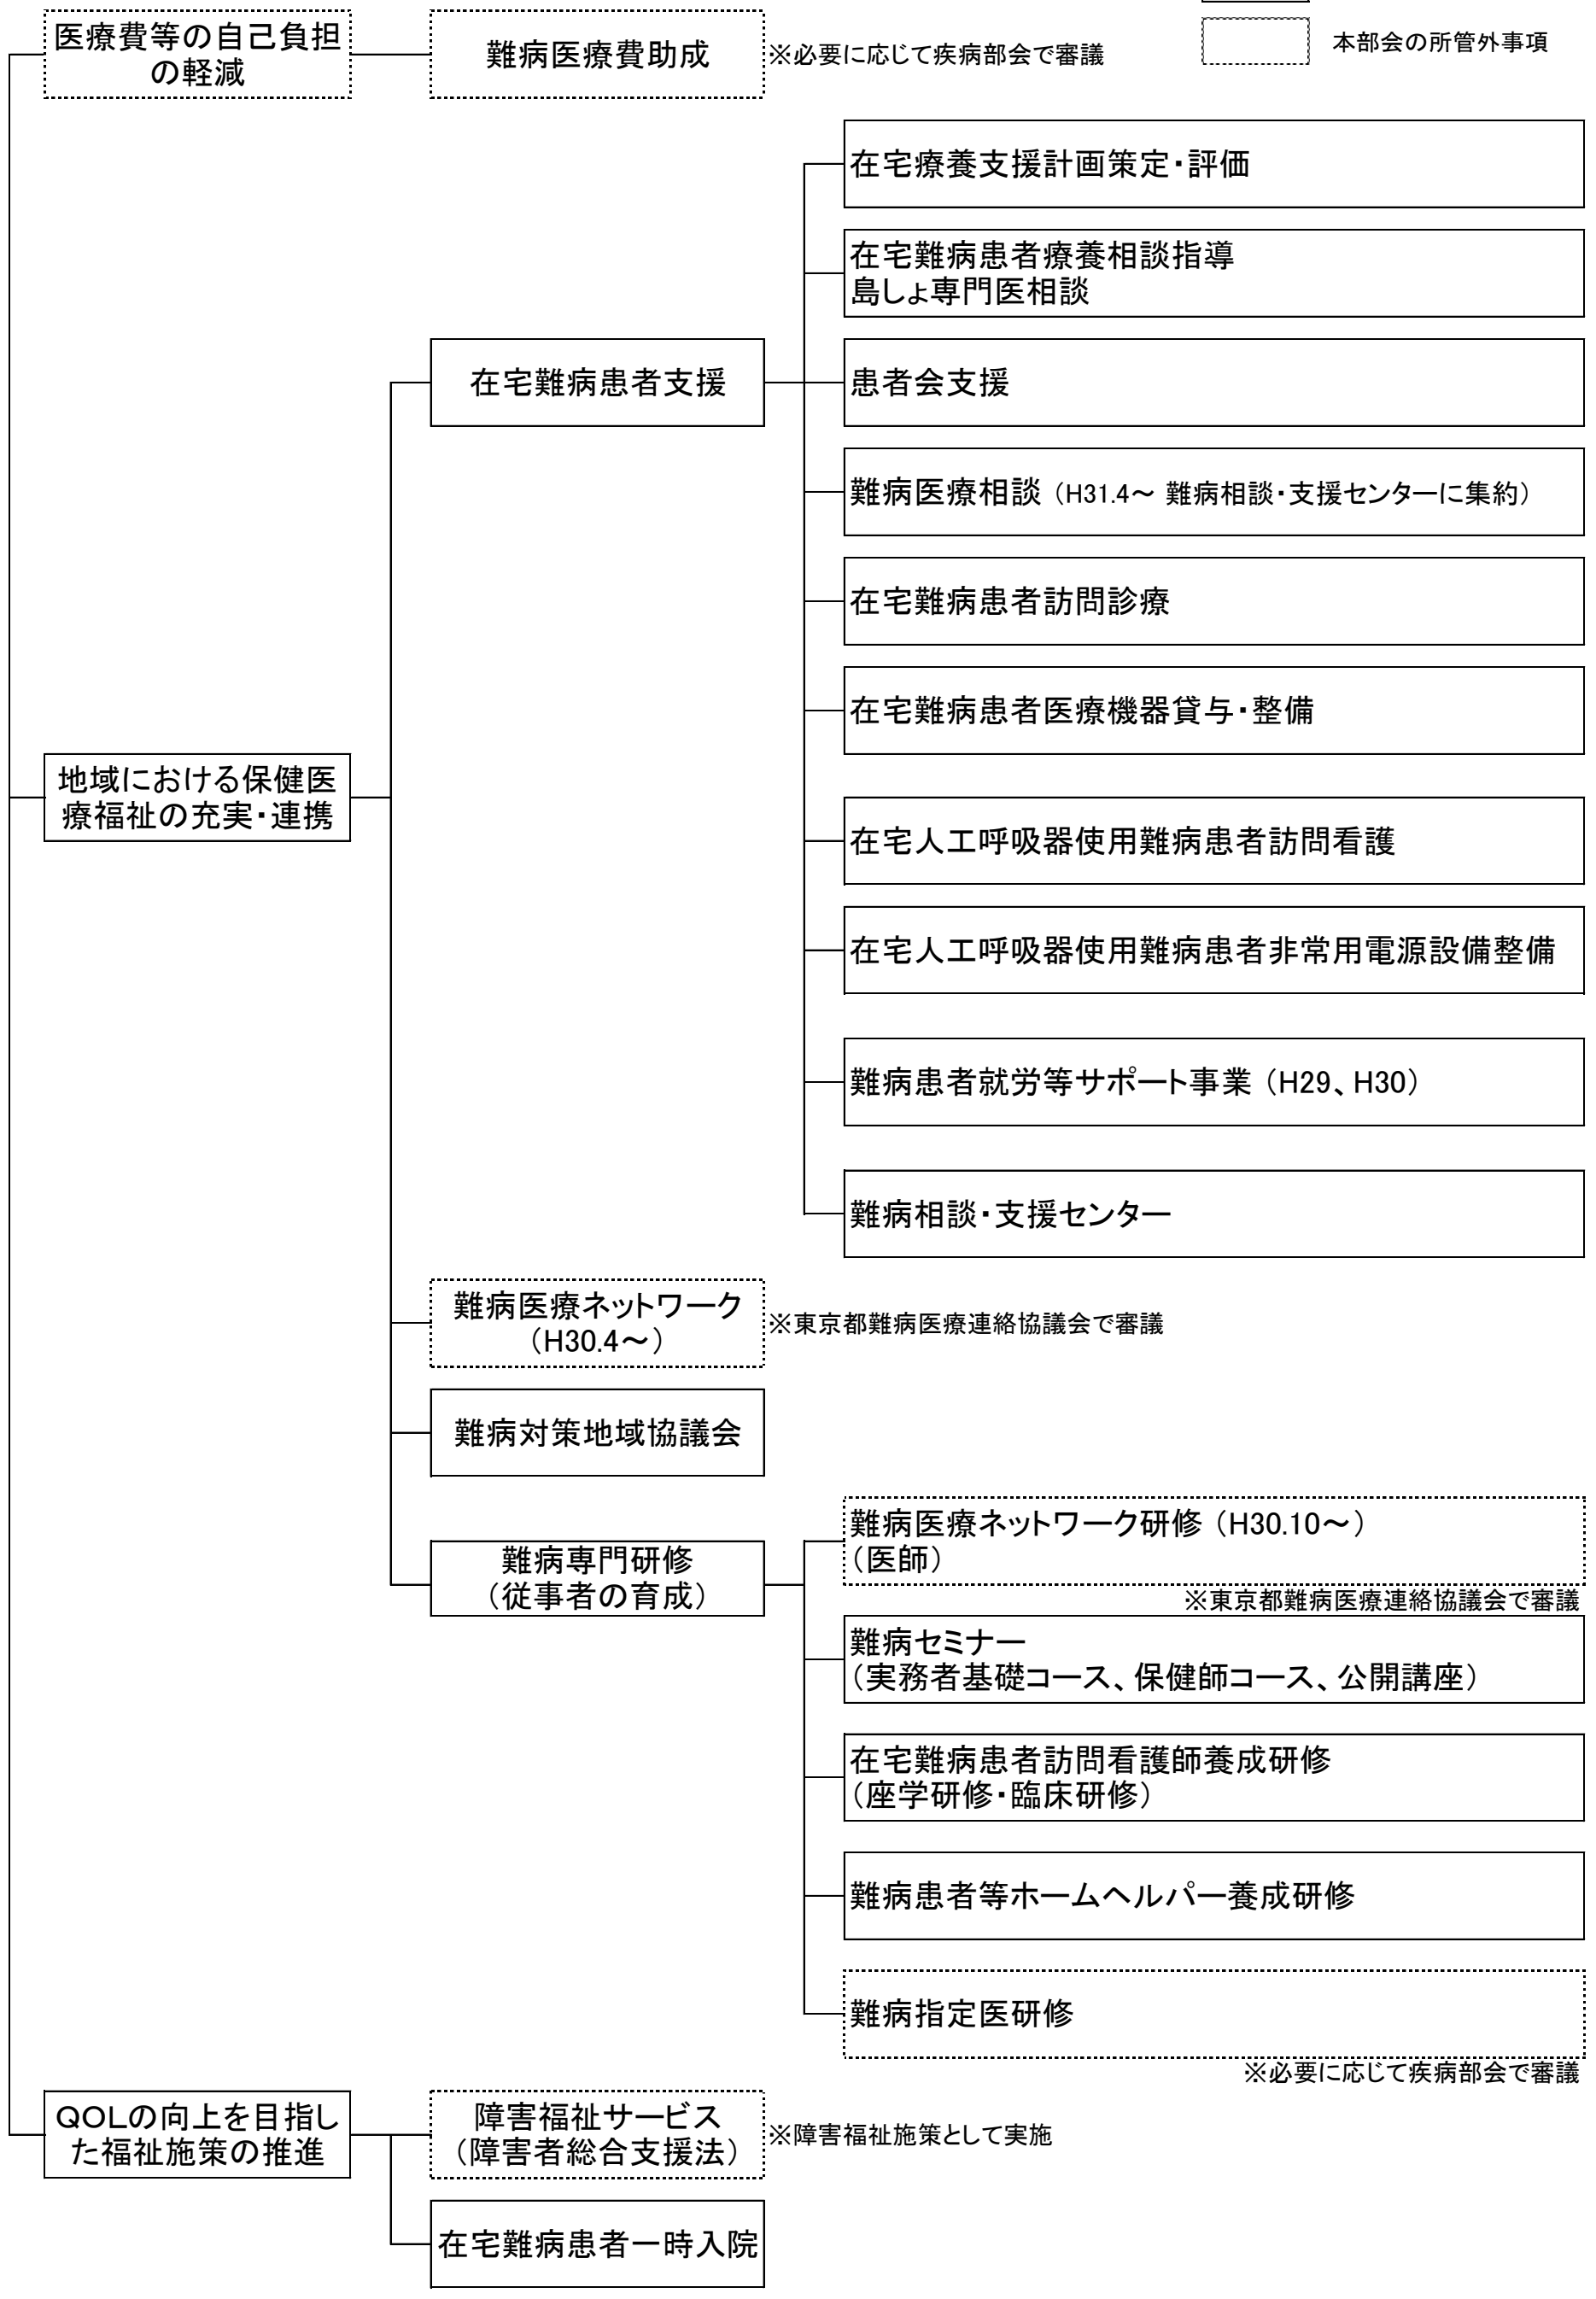 医療費等の自己負担
の軽減
難病医療費助成
※必要に応じて疾病部会で審議
本部会の所管外事項
在宅療養支援計画策定・評価
在宅難病患者療養相談指導
島しょ専門医相談
在宅難病患者支援
患者会支援
難病医療相談（H31.4～ 難病相談・支援センターに集約）
在宅難病患者訪問診療
在宅難病患者医療機器貸与・整備
地域における保健医
療福祉の充実・連携
在宅人工呼吸器使用難病患者訪問看護
在宅人工呼吸器使用難病患者非常用電源設備整備
難病患者就労等サポート事業（H29、H30）
難病相談・支援センター
難病医療ネットワーク
（H30.4～）
※東京都難病医療連絡協議会で審議
難病対策地域協議会
難病専門研修
（従事者の育成）
難病医療ネットワーク研修（H30.10～）
（医師）
※東京都難病医療連絡協議会で審議
難病セミナー
（実務者基礎コース、保健師コース、公開講座）
在宅難病患者訪問看護師養成研修
（座学研修・臨床研修）
難病患者等ホームヘルパー養成研修
難病指定医研修
※必要に応じて疾病部会で審議
QOLの向上を目指し
た福祉施策の推進
障害福祉サービス
（障害者総合支援法）
※障害福祉施策として実施
在宅難病患者一時入院